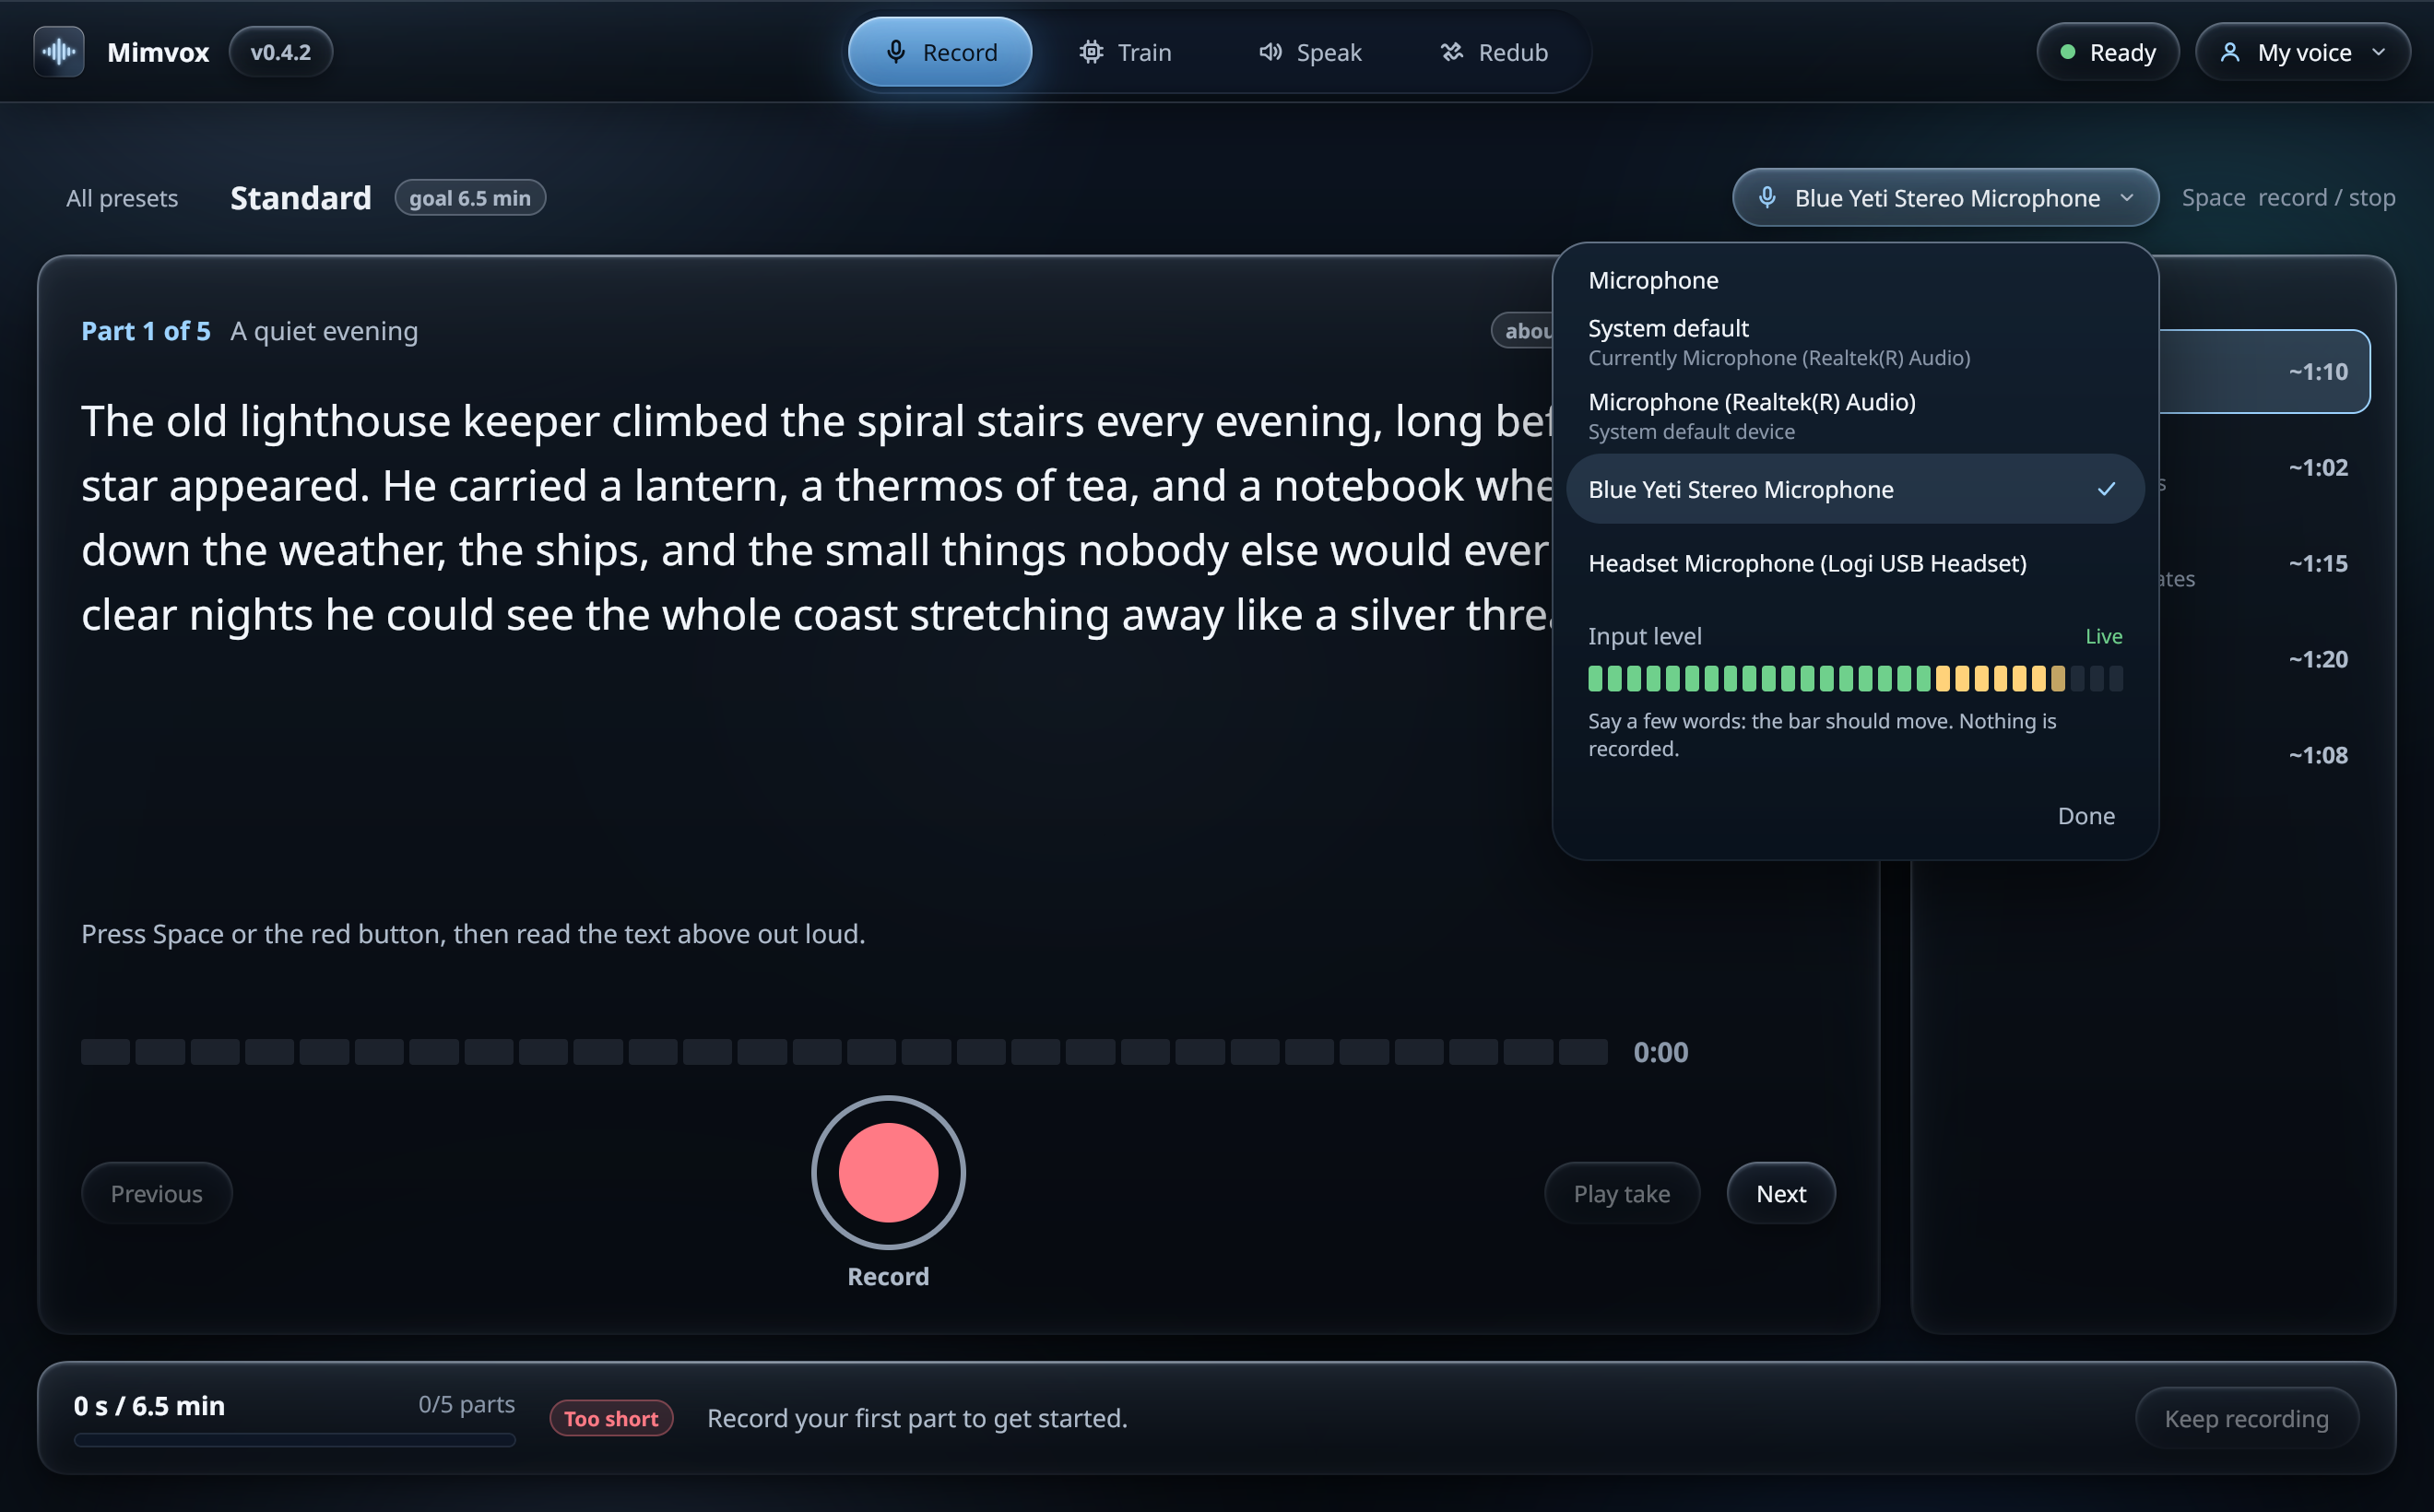 Mimvox v0.4.2
Record Train Speak Redub
Ready My voice
All presets Standard goal 6.5 min
Blue Yeti Stereo Microphone Space record / stop
Part 1 of 5 A quiet evening
The old lighthouse keeper climbed the spiral stairs every evening, long
star appeared. He carried a lantern, a thermos of tea, and a notebook
down the weather, the ships, and the small things nobody else would ever
clear nights he could see the whole coast stretching away like a silver
Microphone
System default
Currently Microphone (Realtek(R) Audio)
Microphone (Realtek(R) Audio)
System default device
Blue Yeti Stereo Microphone
Headset Microphone (Logi USB Headset)
Input level Live
Say a few words: the bar should move. Nothing is
recorded.
Done
~1:10
~1:02
~1:15
~1:20
~1:08
Press Space or the red button, then read the text above out loud.
0:00
Previous
Record
Play take Next
0 s / 6.5 min 0/5 parts
Too short Record your first part to get started.
Keep recording